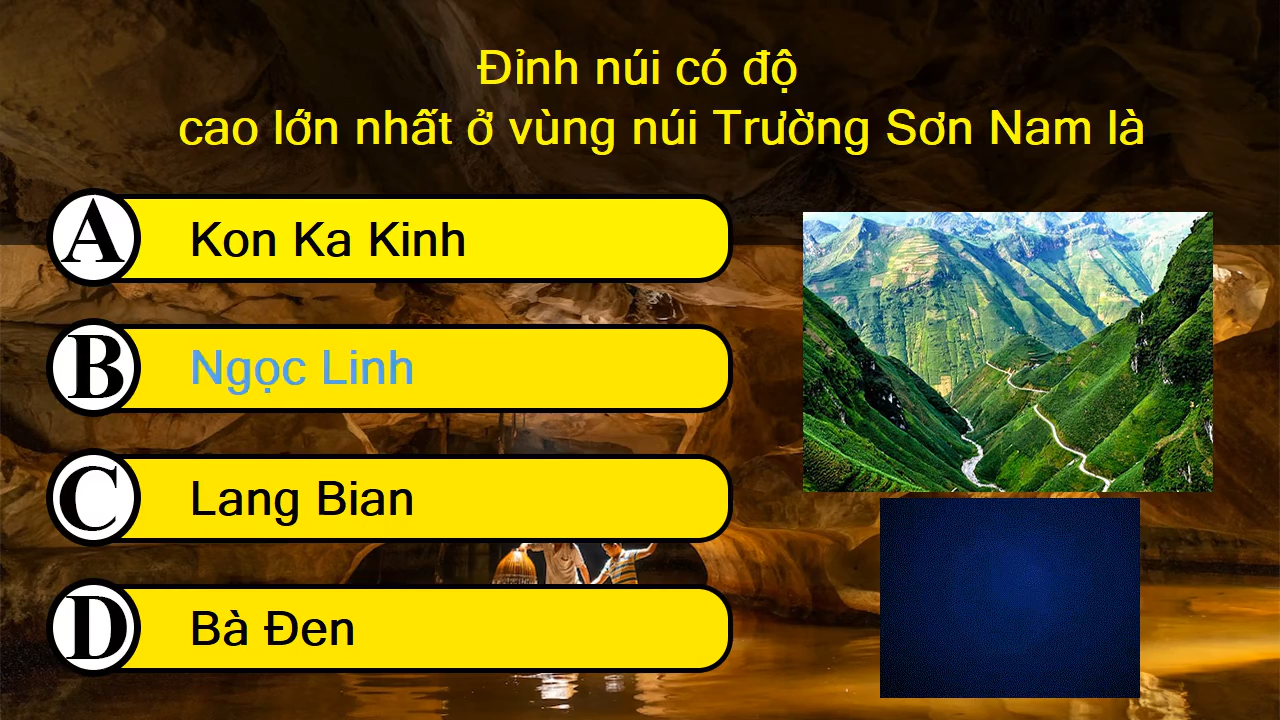 Đỉnh núi có độ
cao lớn nhất ở vùng núi Trường Sơn Nam là
A Kon Ka Kinh
B Ngọc Linh
C Lang Bian
D Bà Đen